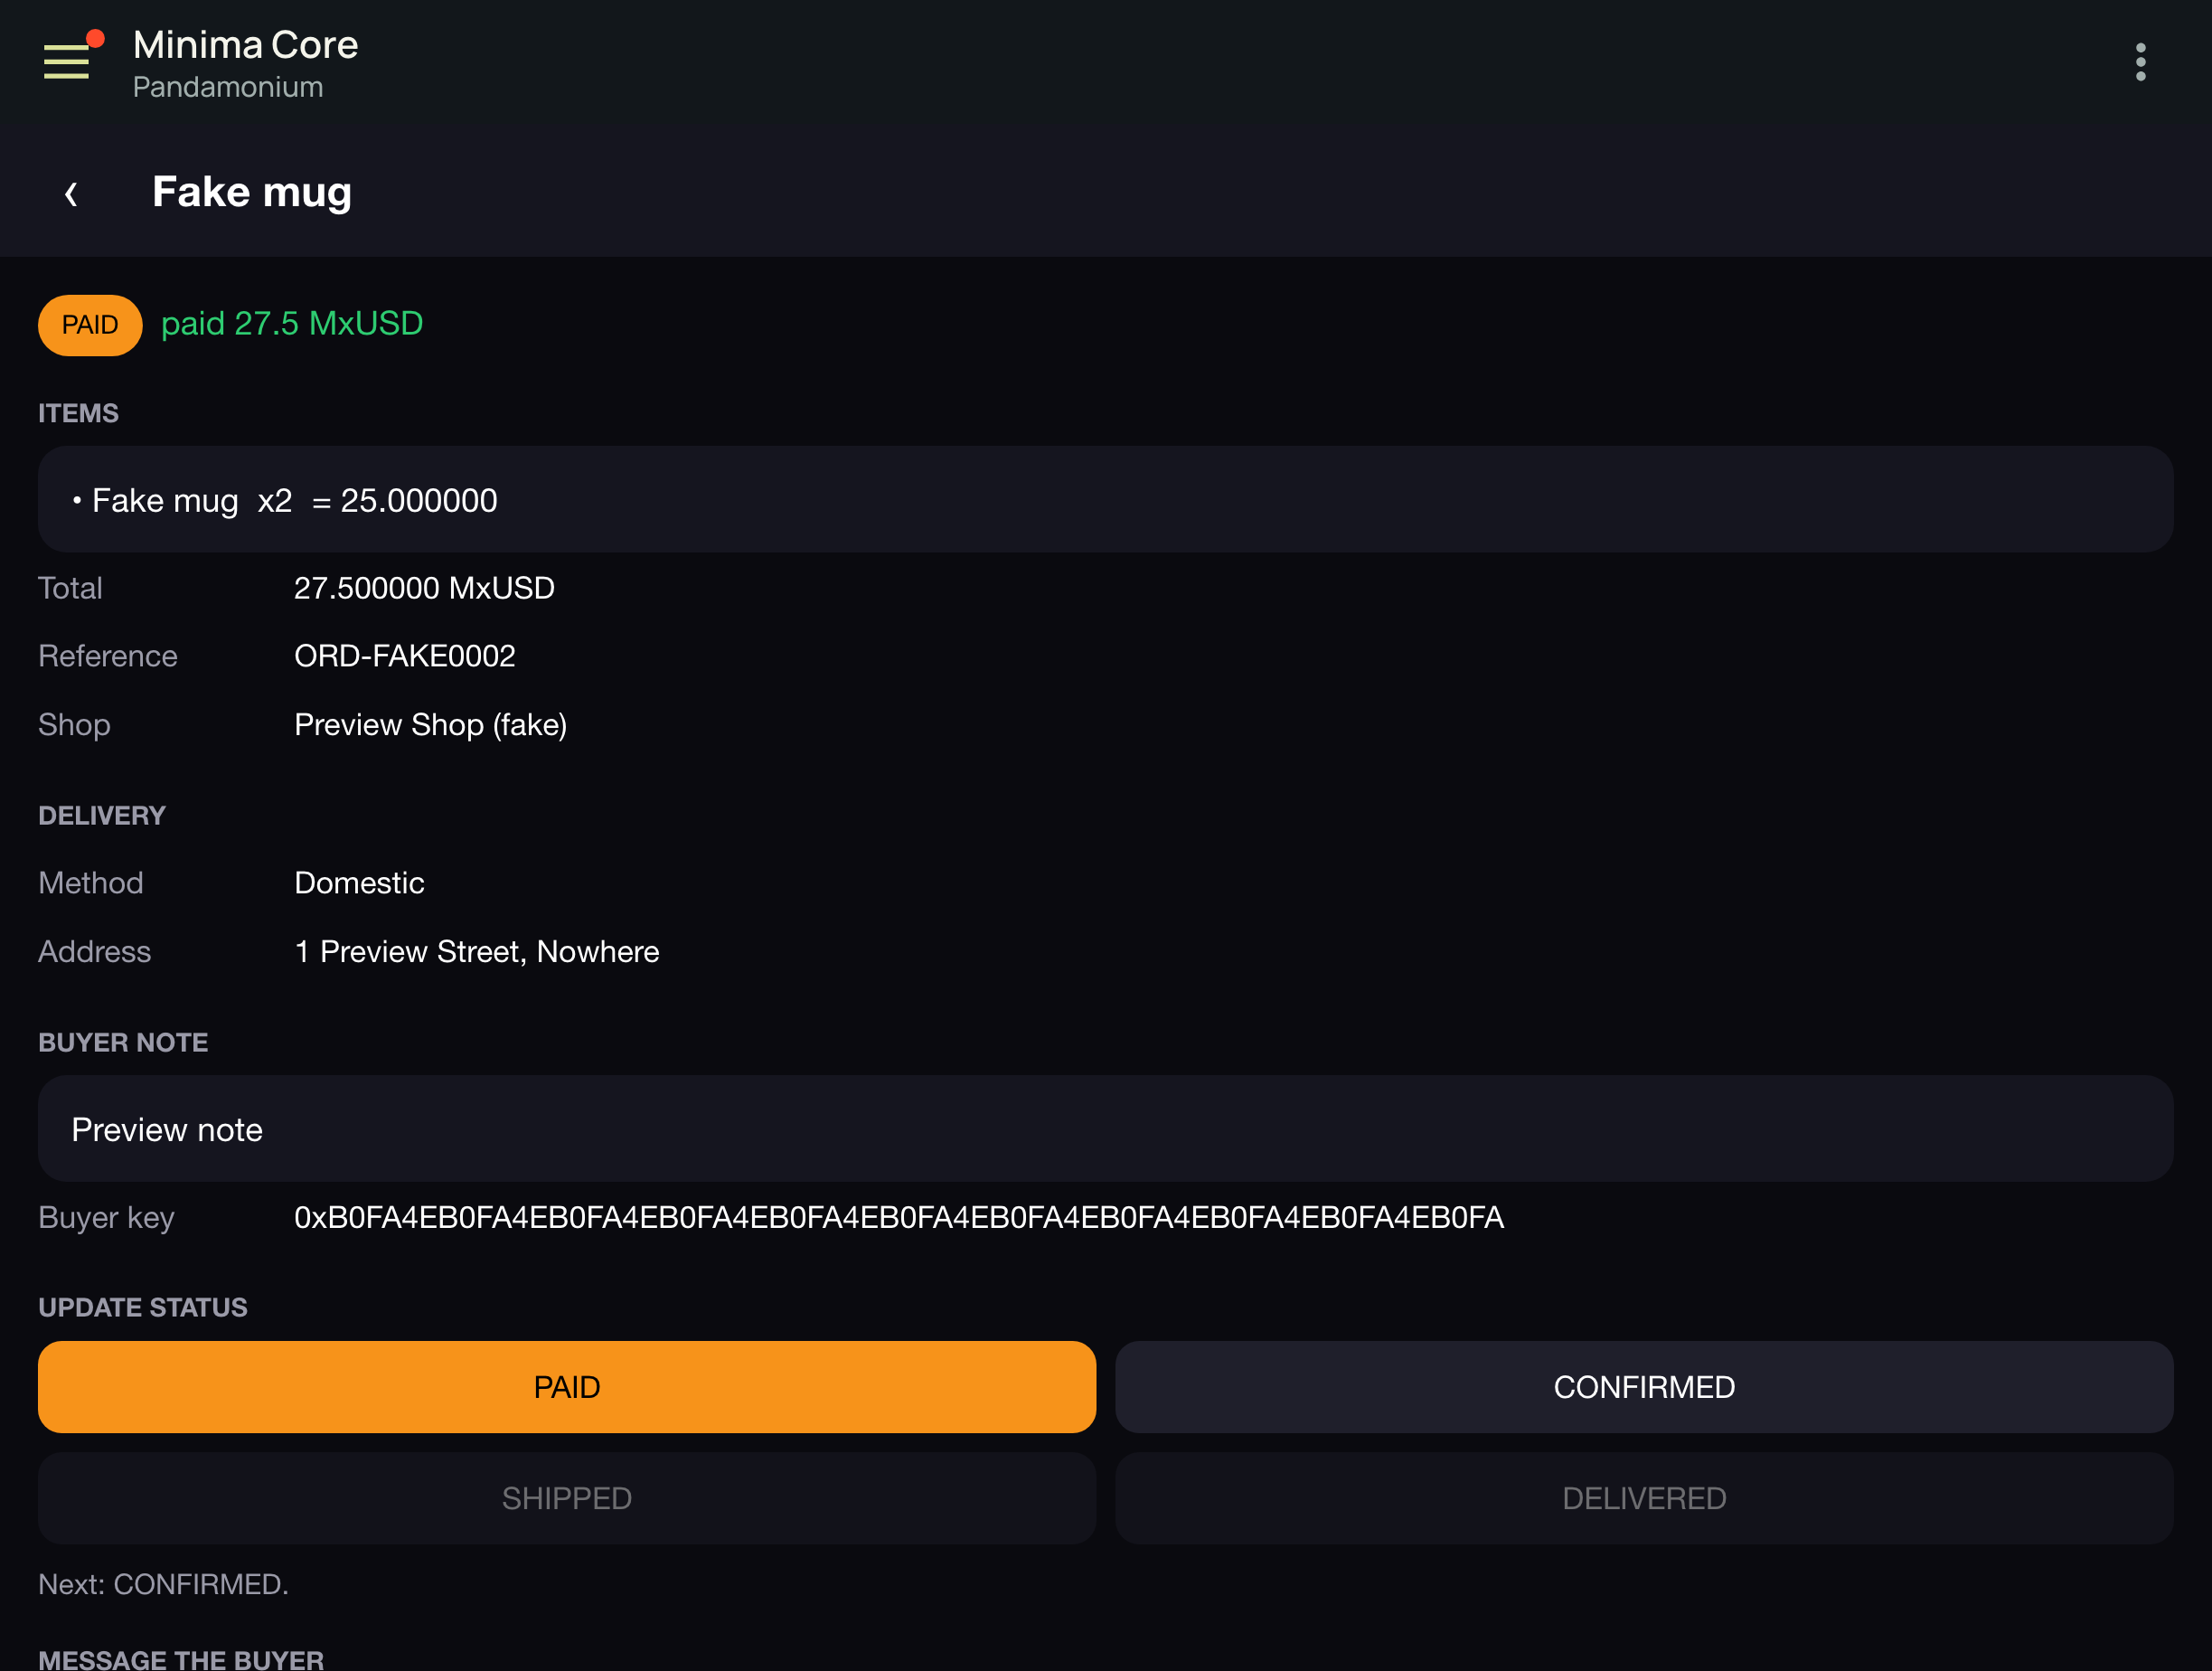 Minima Core
Pandamonium
Fake mug
PAID paid 27.5 MxUSD
ITEMS
• Fake mug x2 = 25.000000
Total 27.500000 MxUSD
Reference ORD-FAKE0002
Shop Preview Shop (fake)
DELIVERY
Method Domestic
Address 1 Preview Street, Nowhere
BUYER NOTE
Preview note
Buyer key 0xB0FA4EB0FA4EB0FA4EB0FA4EB0FA4EB0FA4EB0FA4EB0FA4EB0FA4EB0FA4EB0FA
UPDATE STATUS
PAID CONFIRMED
SHIPPED DELIVERED
Next: CONFIRMED.
MESSAGE THE BUYER